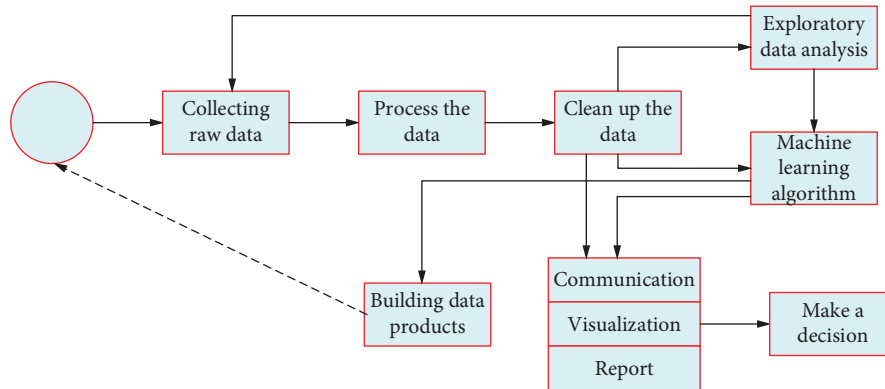 Exploratory
data analysis
Collecting
raw data
Process the
data
Clean up the
data
Machine
learning
algorithm
Building data
products
Communication
Visualization
Report
Make a
decision